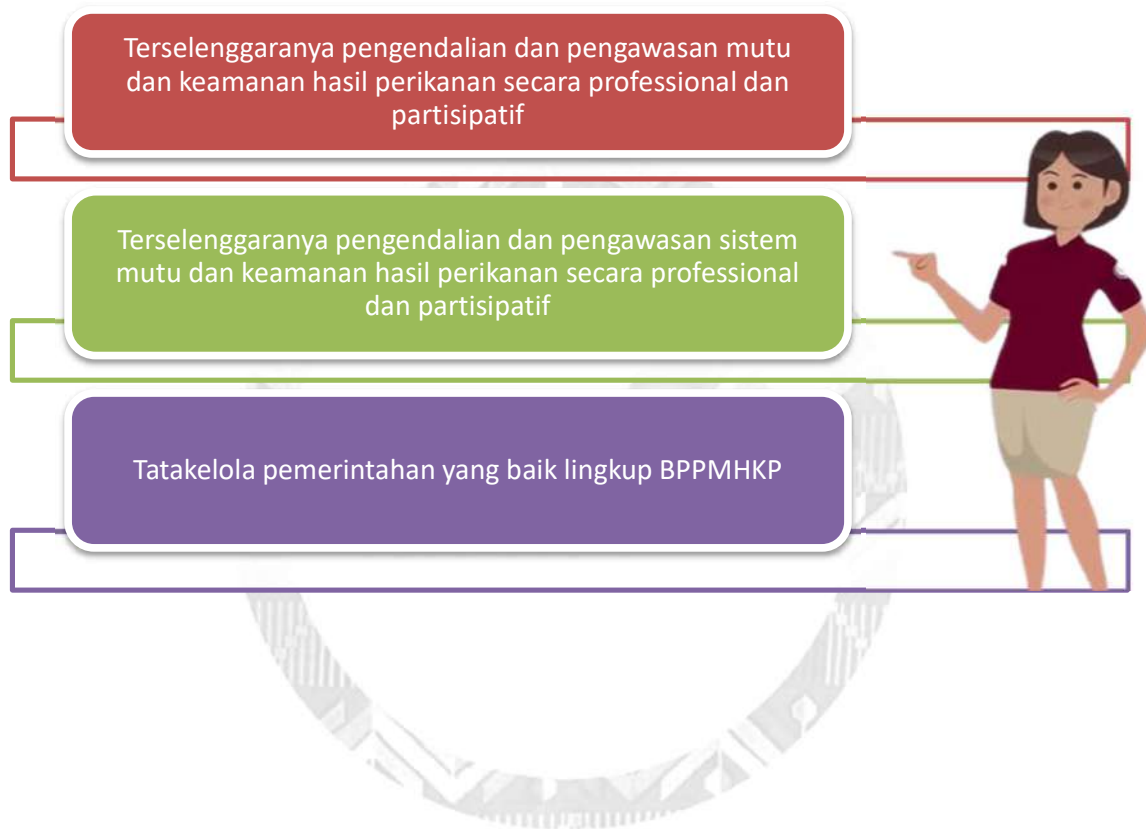 Terselenggaranya pengendalian dan pengawasan mutu
dan keamanan hasil perikanan secara professional dan
partisipatif
Terselenggaranya pengendalian dan pengawasan sistem
mutu dan keamanan hasil perikanan secara professional
dan partisipatif
Tatakelola pemerintahan yang baik lingkup BPPMHKP